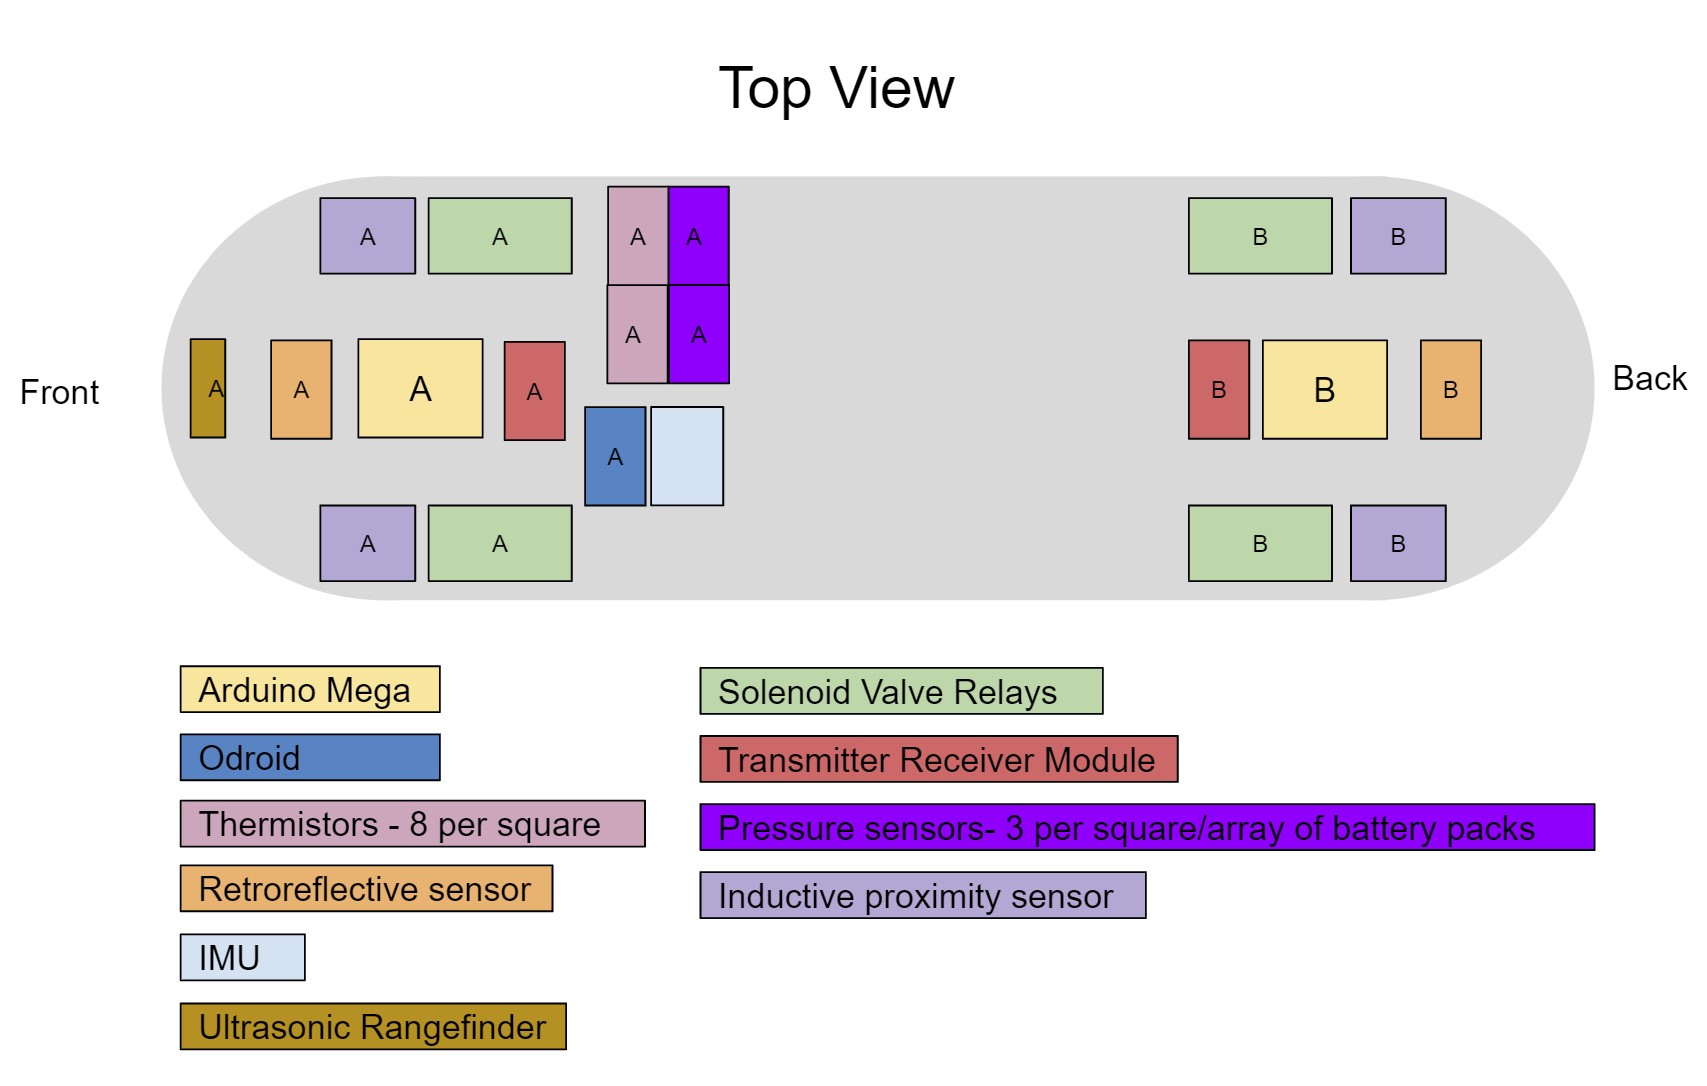 Top View
A
A
A
A
B
B
A
A
Front
A
A
A
A
B
B
B
Back
A
A
A
B
B
Arduino Mega
Solenoid Valve Relays
Odroid
Transmitter Receiver Module
Thermistors - 8 per square
Pressure sensors- 3 per square/array of battery packs
Retroreflective sensor
Inductive proximity sensor
IMU
Ultrasonic Rangefinder